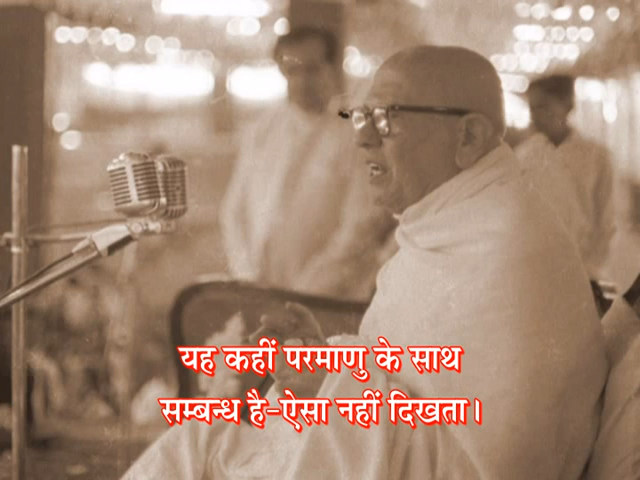 यह कहीं परमाणु के साथ
सम्बन्ध है-ऐसा नहीं दिखता।